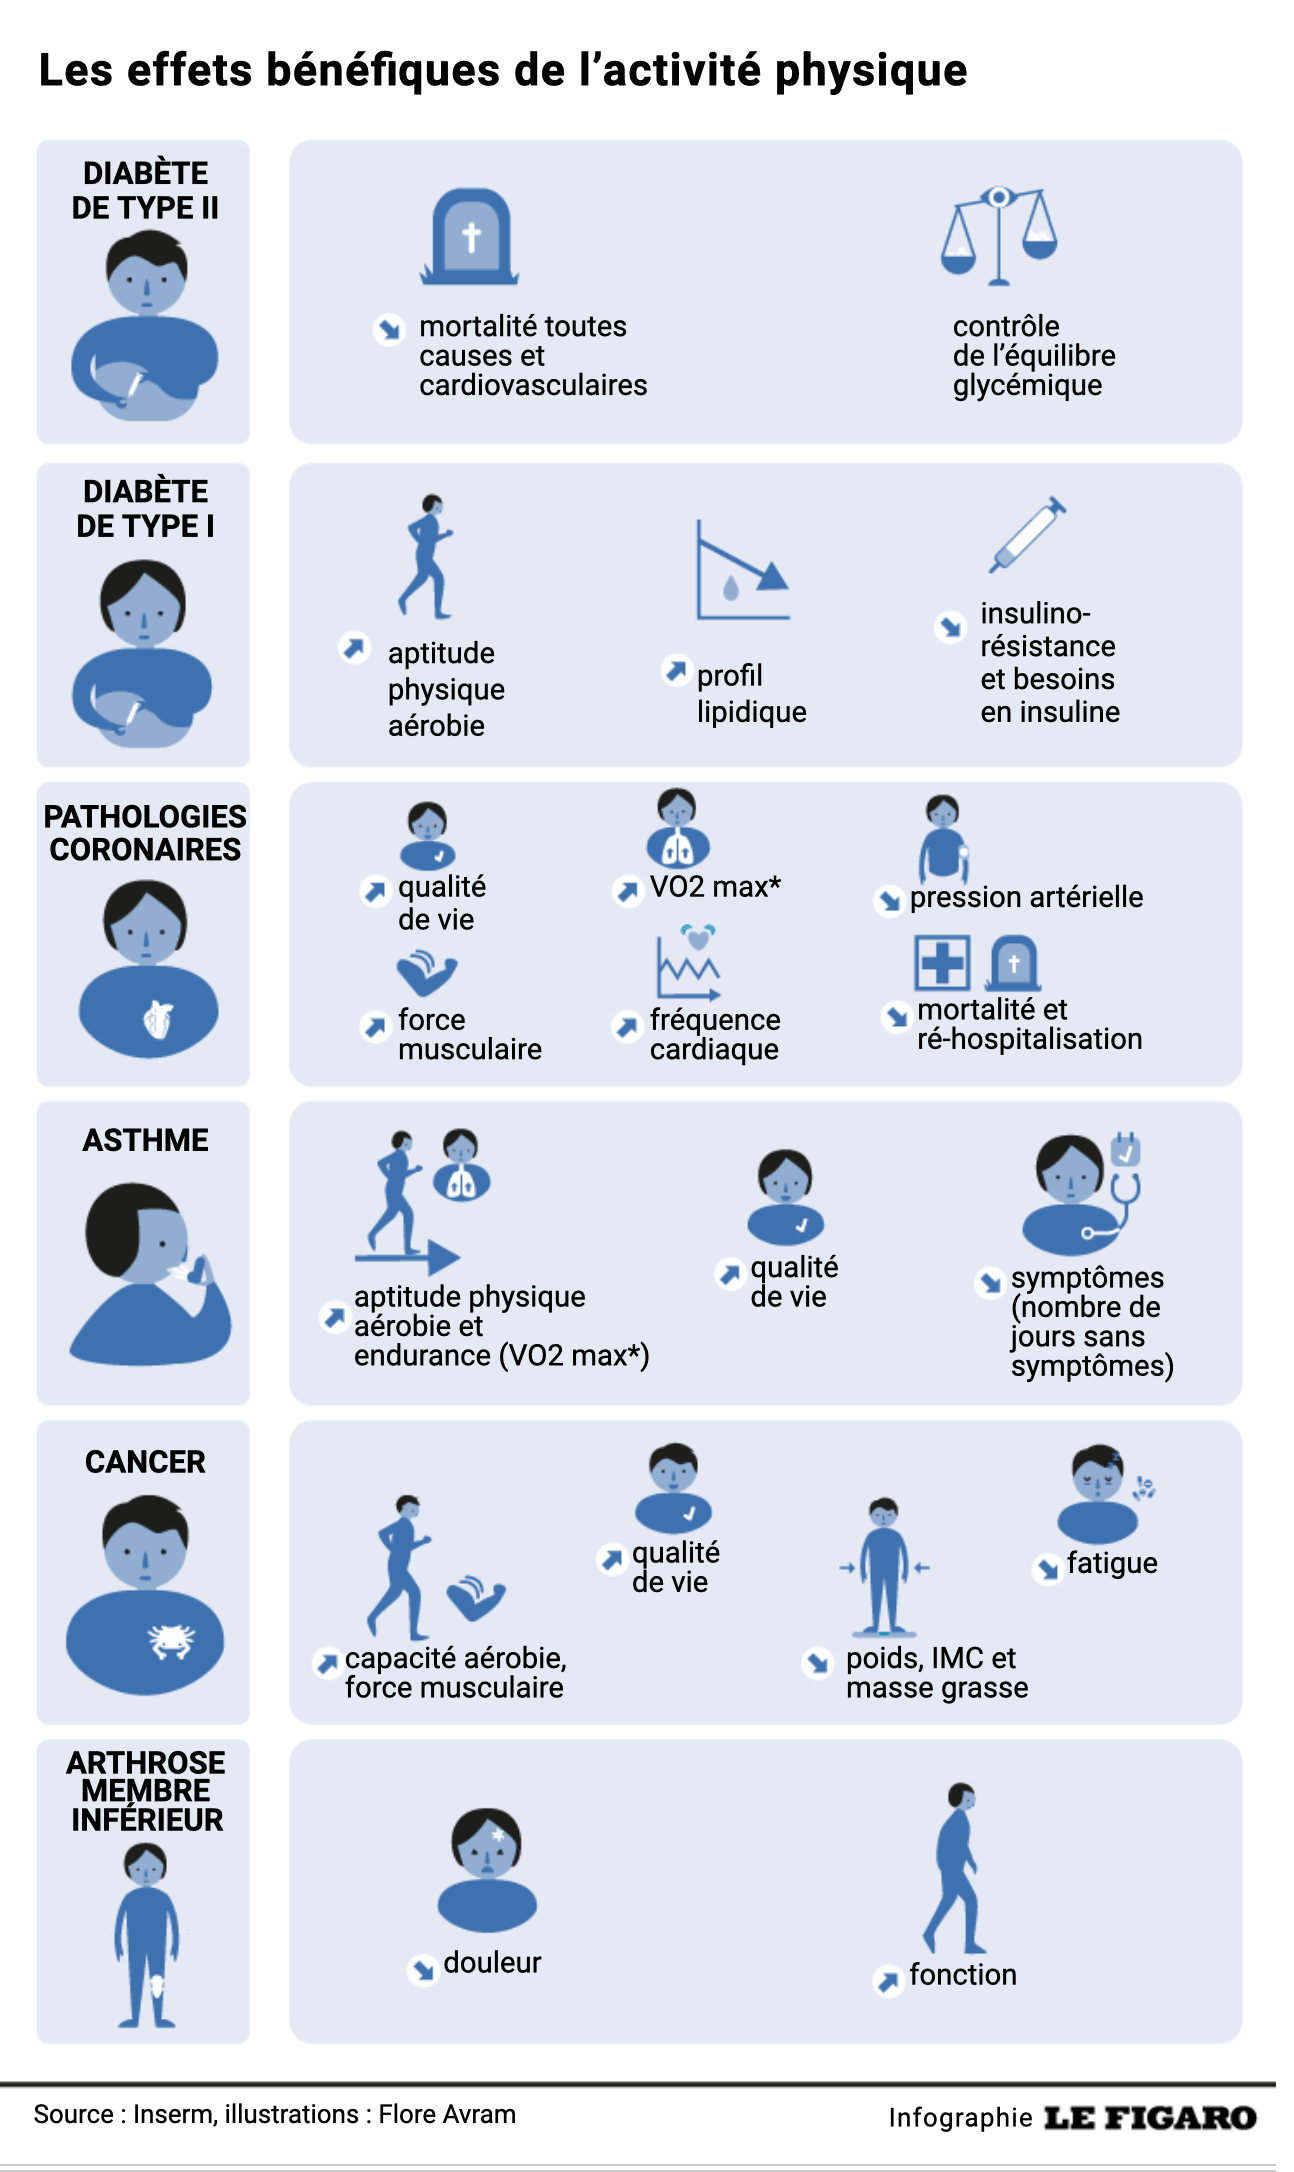 Les effets bénéfiques de l'activité physique
DIABÈTE
DE TYPE II
mortalité toutes
causes et
cardiovasculaires
contrôle
de l'équilibre
glycémique
DIABÈTE
DE TYPE I
aptitude
physique
aérobie
profil
lipidique
insulino-
résistance
et besoins
en insuline
PATHOLOGIES
CORONAIRES
qualité
de vie
VO2 max*
pression artérielle
force
musculaire
fréquence
cardiaque
mortalité et
ré-hospitalisation
ASTHME
aptitude physique
aérobie et
endurance (VO2 max*)
qualité
de vie
symptômes
(nombre de
jours sans
symptômes)
CANCER
capacité aérobie,
force musculaire
qualité
de vie
poids, IMC et
masse grasse
fatigue
ARTHROSE
MEMBRE
INFÉRIEUR
douleur
fonction
Source : Inserm, illustrations : Flore Avram
Infographie LE FIGARO